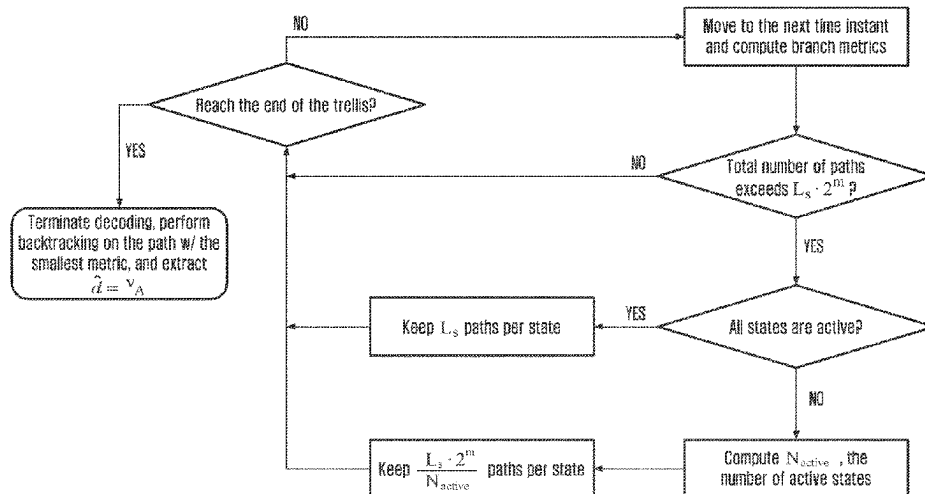 NO
Move to the next time instant
and compute branch metrics
Reach the end of the trellis?
YES
NO
Total number of paths
exceeds L_s · 2^m ?
Terminate decoding, perform
backtracking on the path w/ the
smallest metric, and extract
d̂ = v_A
YES
Keep L_s paths per state
YES
All states are active?
NO
Keep L_s · 2^m / N_active paths per state
Compute N_active , the
number of active states